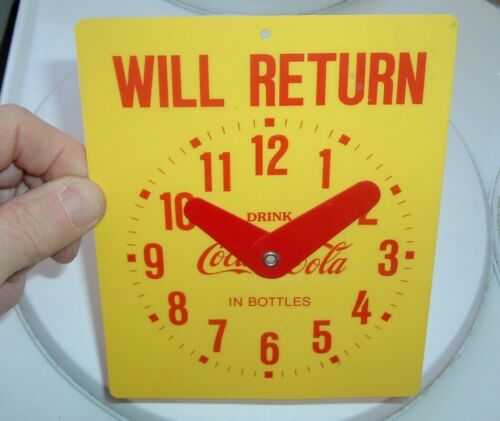 WILL RETURN
12
11 1
10 2
DRINK
Coca-Cola
9 3
IN BOTTLES
8 4
7 5
6